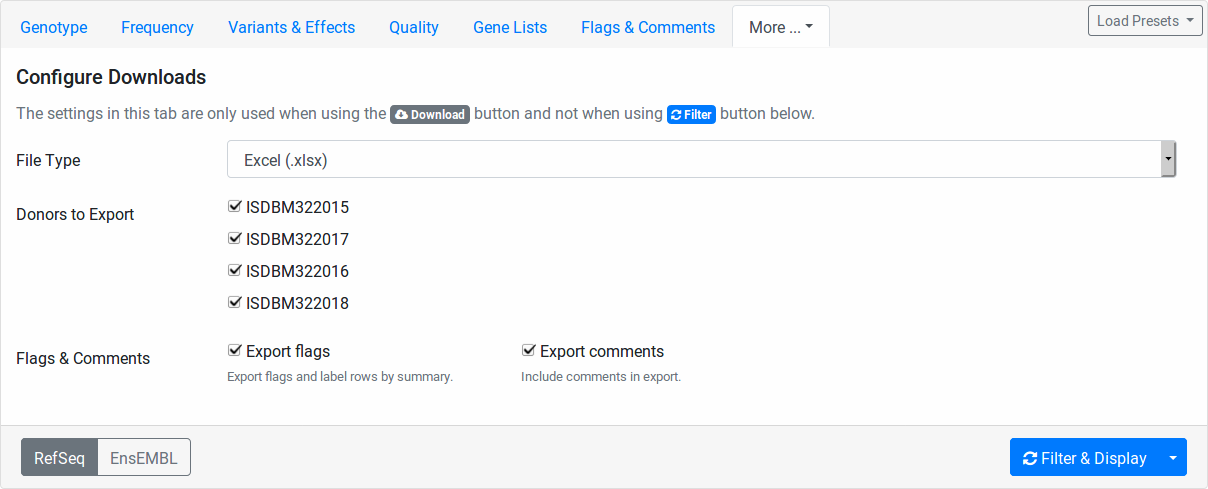 Genotype Frequency Variants & Effects Quality Gene Lists Flags & Comments More ... Load Presets
Configure Downloads
The settings in this tab are only used when using the Download button and not when using Filter button below.
File Type Excel (.xlsx)
Donors to Export ISDBM322015
ISDBM322017
ISDBM322016
ISDBM322018
Flags & Comments Export flags Export comments
Export flags and label rows by summary. Include comments in export.
RefSeq EnsEMBL Filter & Display